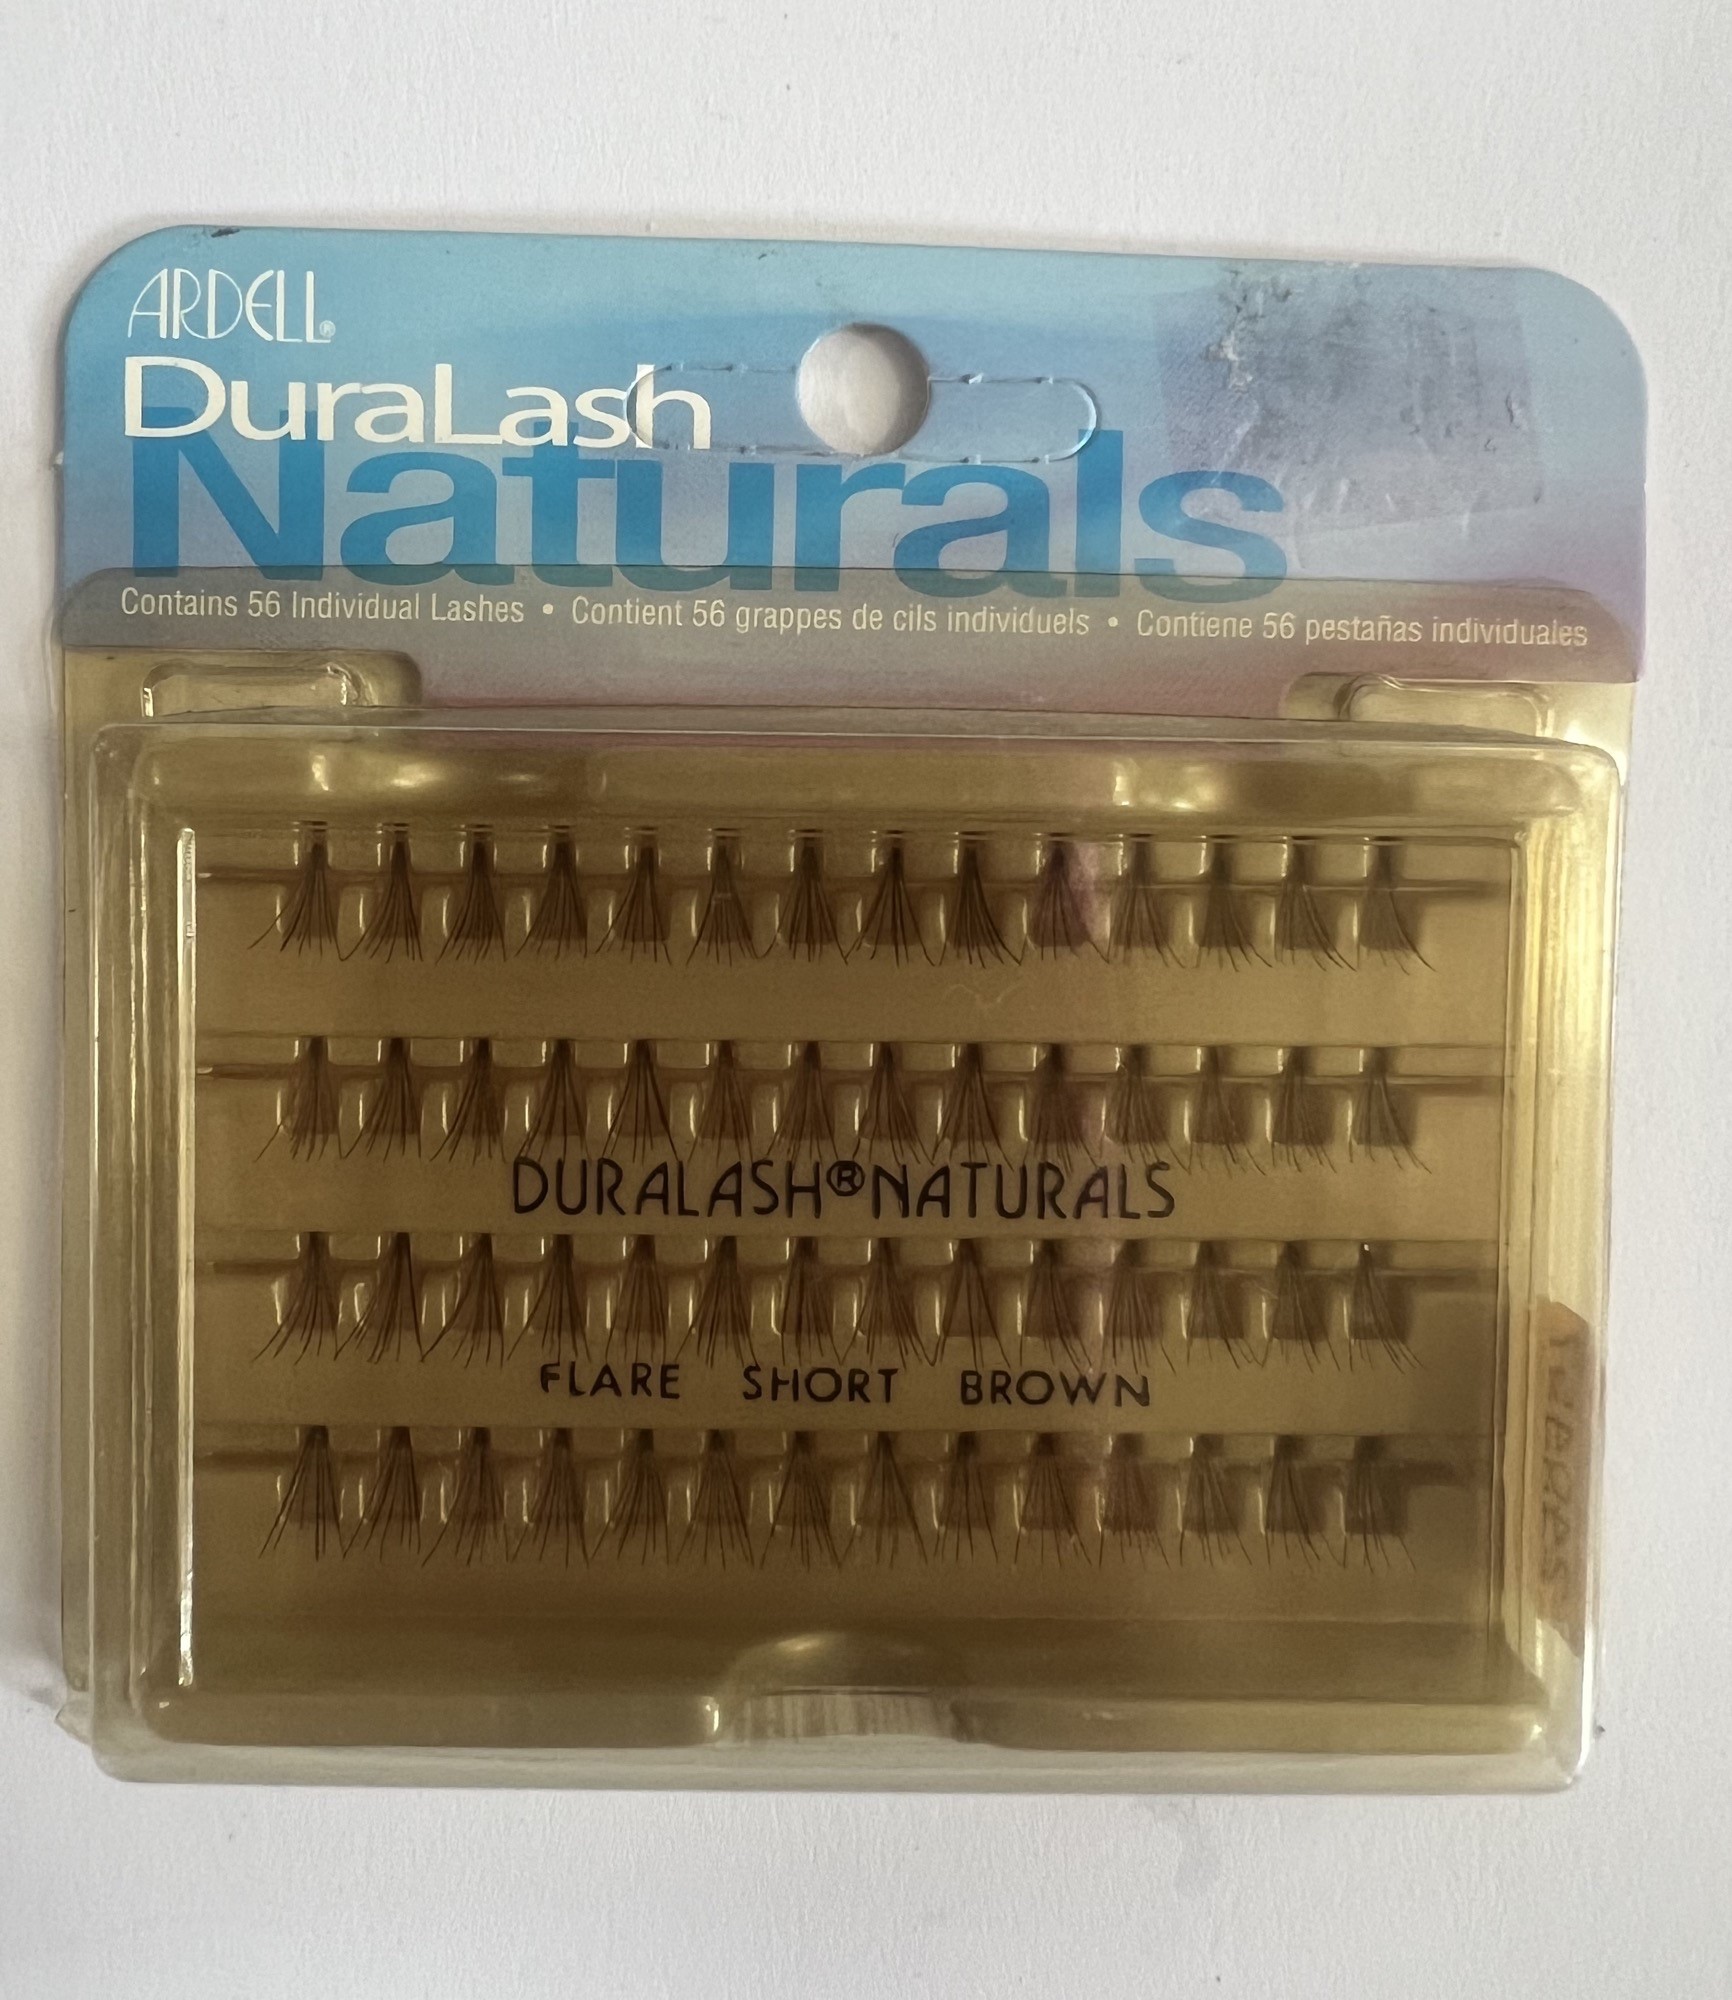 ARDELL®
DuraLash
Naturals
Contains 56 Individual Lashes • Contient 56 grappes de cils individuels • Contiene 56 pestañas individuales
DURALASH®NATURALS
FLARE SHORT BROWN